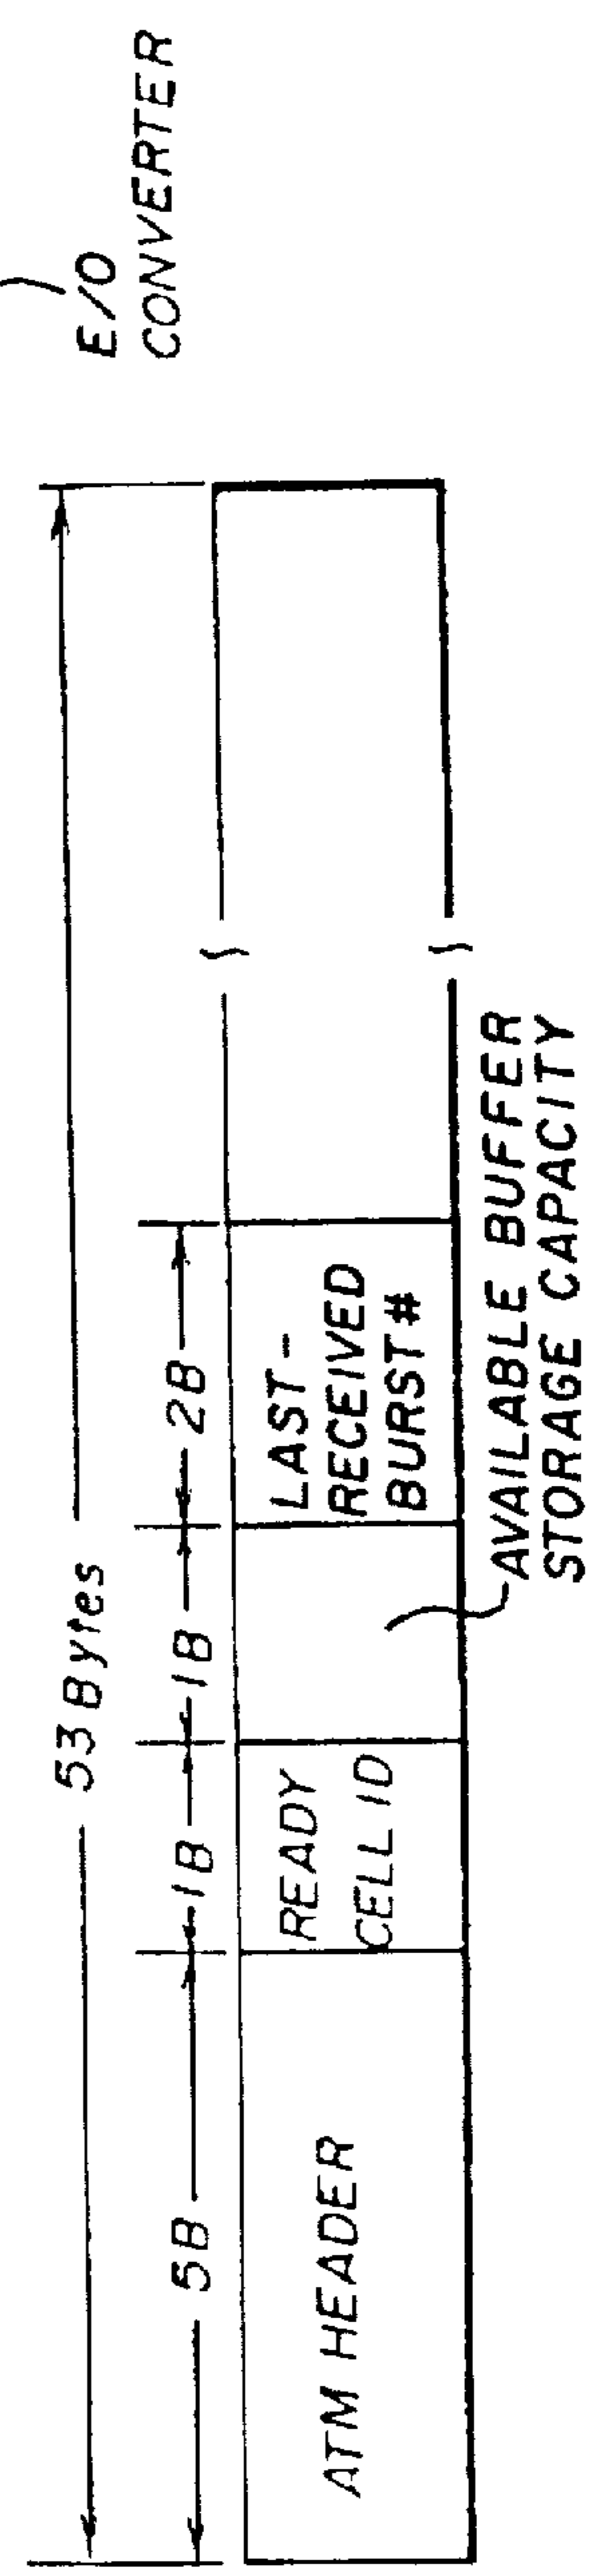 E/O
CONVERTER
53 Bytes
5B
1B
1B
2B
ATM HEADER
READY
CELL ID
LAST-
RECEIVED
BURST#
AVAILABLE BUFFER
STORAGE CAPACITY